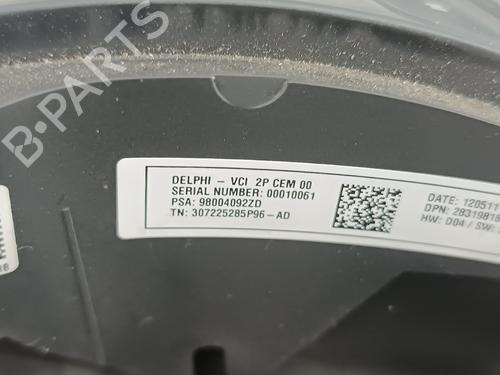 B-PARTS
DELPHI - VCI 2P CEM 00
SERIAL NUMBER: 00010061
PSA: 98004092ZD
TN: 307225285P96-AD
DATE: 120511
DPN: 2831981
HW: D04 / SW: